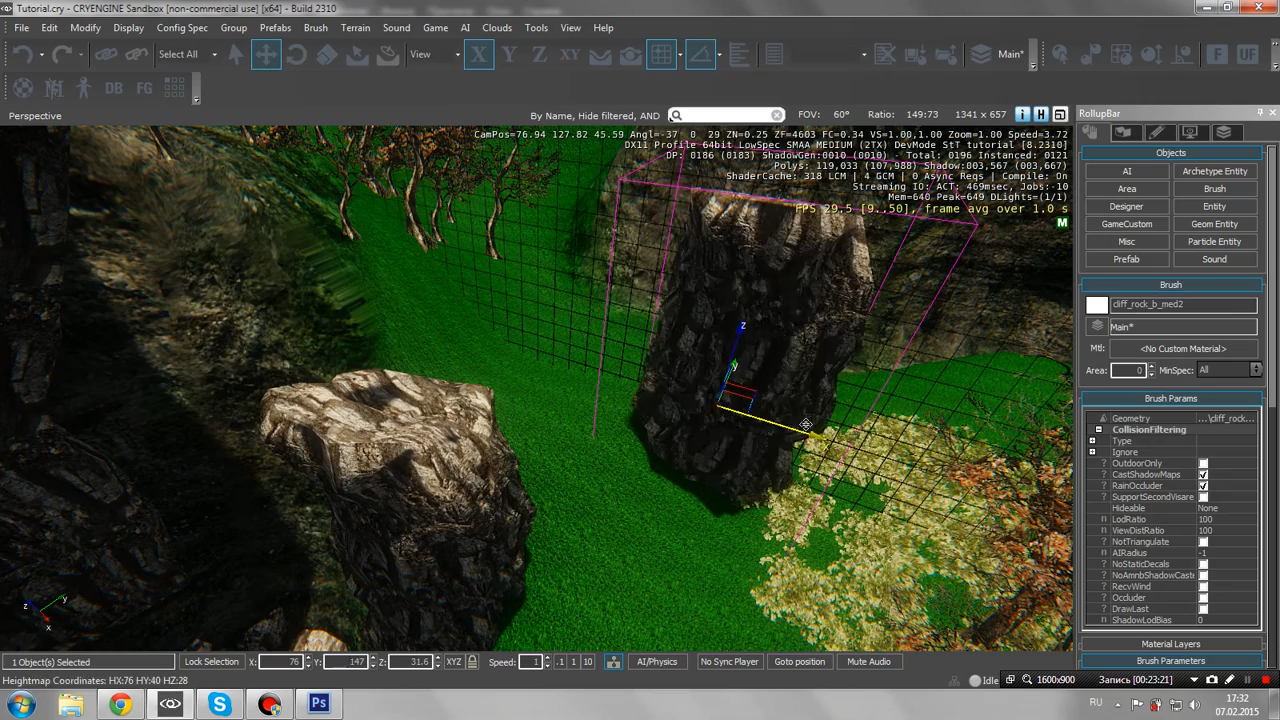 Tutorial.cry - CRYENGINE Sandbox [non-commercial use] [x64] - Build 2310
File Edit Modify Display Config Spec Group Prefabs Brush Terrain Sound Game AI Clouds Tools View Help
Select All View X Y Z XY Main*
DB FG F UF
Perspective By Name, Hide filtered, AND FOV: 60° Ratio: 149:73 1341 x 657 i H
CamPos=76.94 127.82 45.59 Angl=-37 0 29 ZN=0.25 ZF=4603 FC=0.34 VS=1.00,1.00 Zoom=1.00 Speed=3.72
DX11 Profile 64bit LowSpec SMAA MEDIUM (2TX) DevMode StT tutorial [8.2310]
DP: 0186 (0183) ShadowGen:0010 (0010) - Total: 0196 Instanced: 0121
Polys: 119,033 (107,988) Shadow:003,567 (003,667)
ShaderCache: 318 LCM | 4 GCM | 0 Async Reqs | Compile: On
Streaming IO: ACT: 469msec, Jobs:-10
Mem=640 Peak=649 DLights=(1/1)
FPS 29.5 [9..50], frame avg over 1.0 s
M
z
y
z y
x
RollupBar
Objects
AI Archetype Entity
Area Brush
Designer Entity
GameCustom Geom Entity
Misc Particle Entity
Prefab Sound
Brush
cliff_rock_b_med2
Main*
Mtl: <No Custom Material>
Area: 0 MinSpec: All
Brush Params
Geometry ...\cliff_rock...
CollisionFiltering
Type
Ignore
OutdoorOnly
CastShadowMaps
RainOccluder
SupportSecondVisare
Hideable None
LodRatio 100
ViewDistRatio 100
NotTriangulate
AIRadius -1
NoStaticDecals
NoAmnbShadowCaste
RecvWind
Occluder
DrawLast
ShadowLodBias 0
Material Layers
Brush Parameters
1 Object(s) Selected Lock Selection X: 76 Y: 147 Z: 31.6 XYZ Speed: 1 .1 1 10 AI/Physics No Sync Player Goto position Mute Audio
Heightmap Coordinates: HX:76 HY:40 HZ:28 Idle 1600x900 Запись [00:23:21]
Ps RU 17:32
07.02.2015